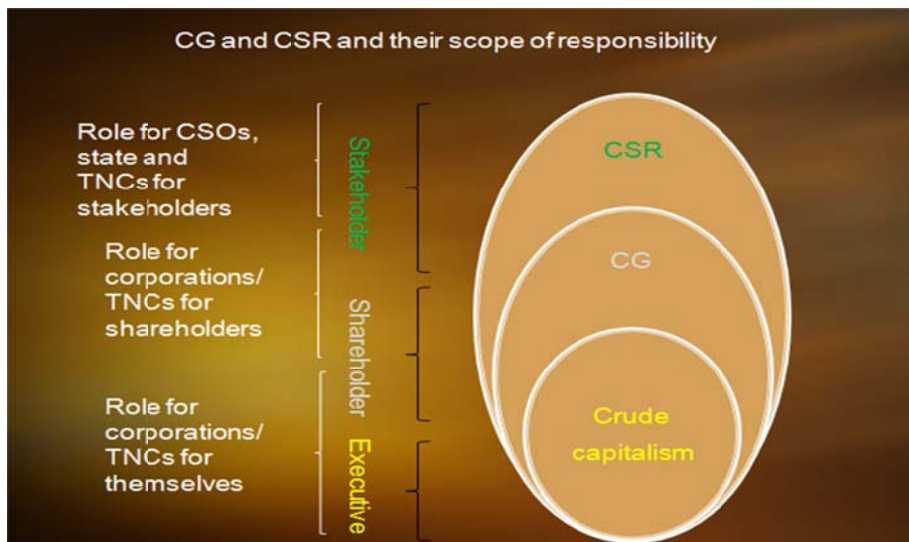 CG and CSR and their scope of responsibility
Role for CSOs,
state and
TNCs for
stakeholders
Stakeholder
CSR
Role for
corporations/
TNCs for
shareholders
Shareholder
CG
Role for
corporations/
TNCs for
themselves
Executive
Crude
capitalism